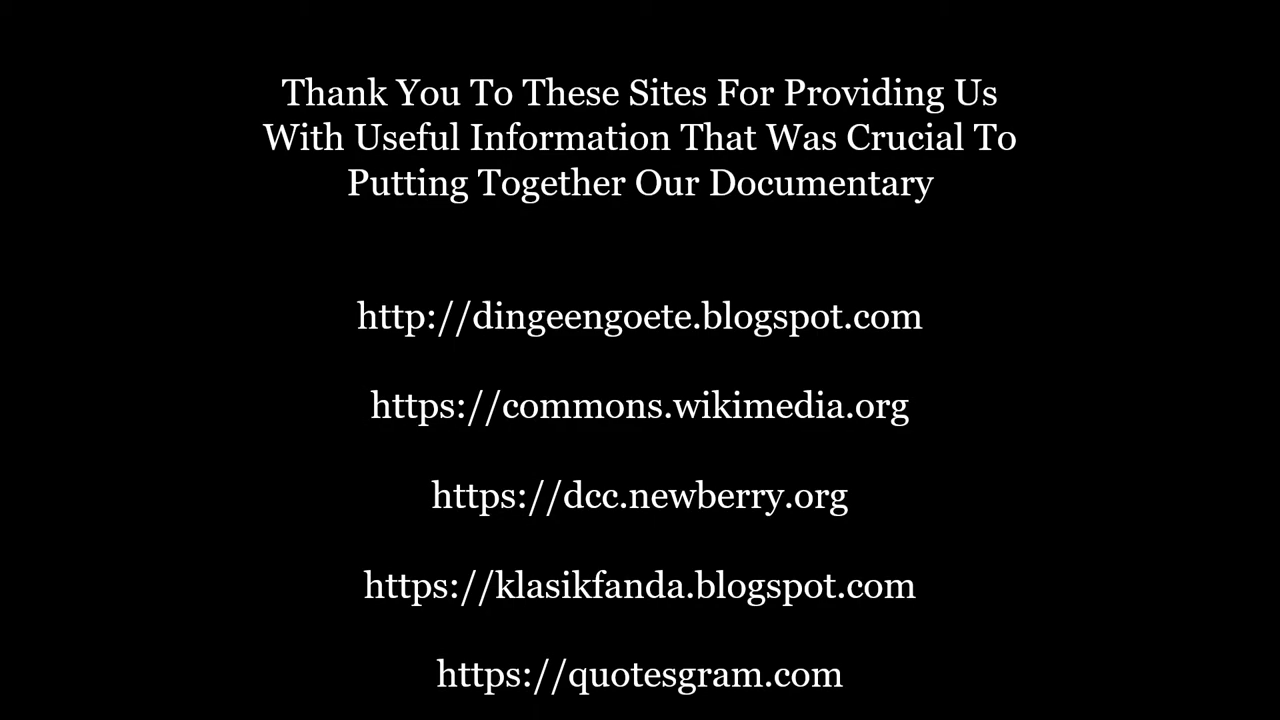 Thank You To These Sites For Providing Us
With Useful Information That Was Crucial To
Putting Together Our Documentary
http://dingeengoete.blogspot.com
https://commons.wikimedia.org
https://dcc.newberry.org
https://klasikfanda.blogspot.com
https://quotesgram.com